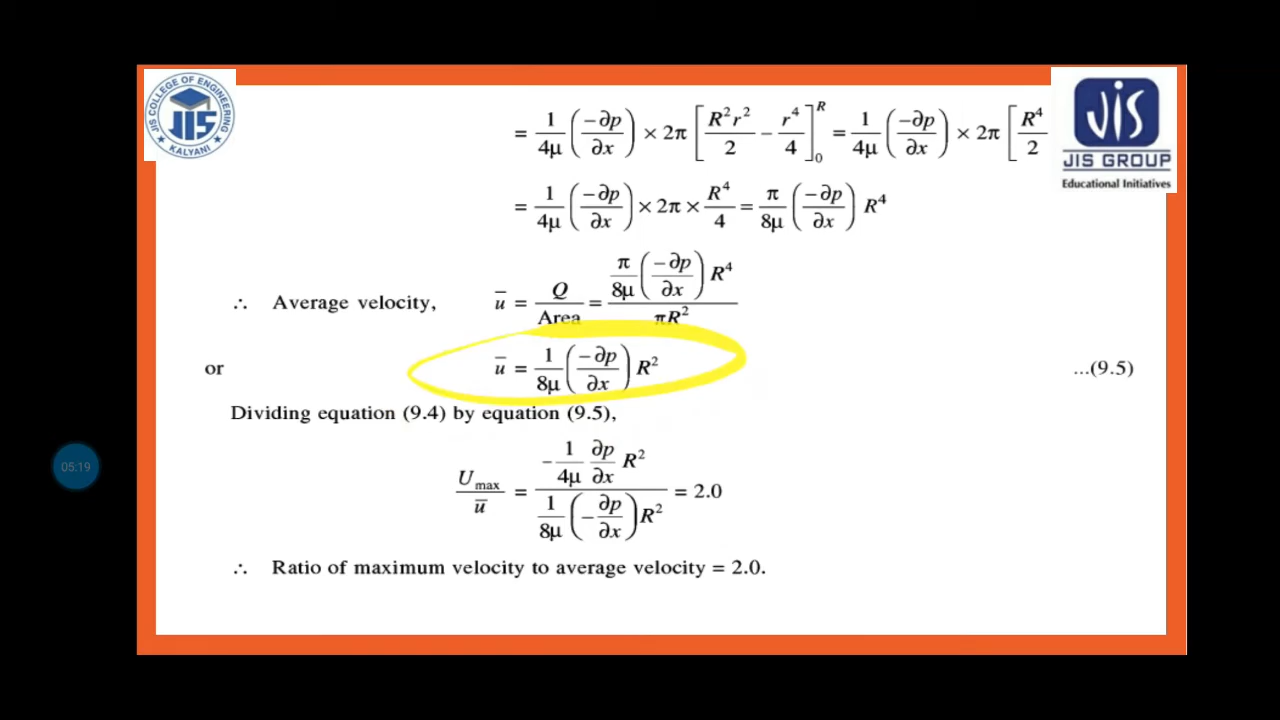 JIS COLLEGE OF ENGINEERING
JIS
KALYANI
JIS
JIS GROUP
Educational Initiatives
= 1/4μ (−∂p/∂x) × 2π [R²r²/2 − r⁴/4]₀ᴿ = 1/4μ (−∂p/∂x) × 2π [R⁴/2
= 1/4μ (−∂p/∂x) × 2π × R⁴/4 = π/8μ (−∂p/∂x) R⁴
∴ Average velocity, u̅ = Q/Area = π/8μ (−∂p/∂x) R⁴ / πR²
or u̅ = 1/8μ (−∂p/∂x) R² ...(9.5)
Dividing equation (9.4) by equation (9.5),
U_max/u̅ = −1/4μ ∂p/∂x R² / 1/8μ (−∂p/∂x) R² = 2.0
∴ Ratio of maximum velocity to average velocity = 2.0.
05:19